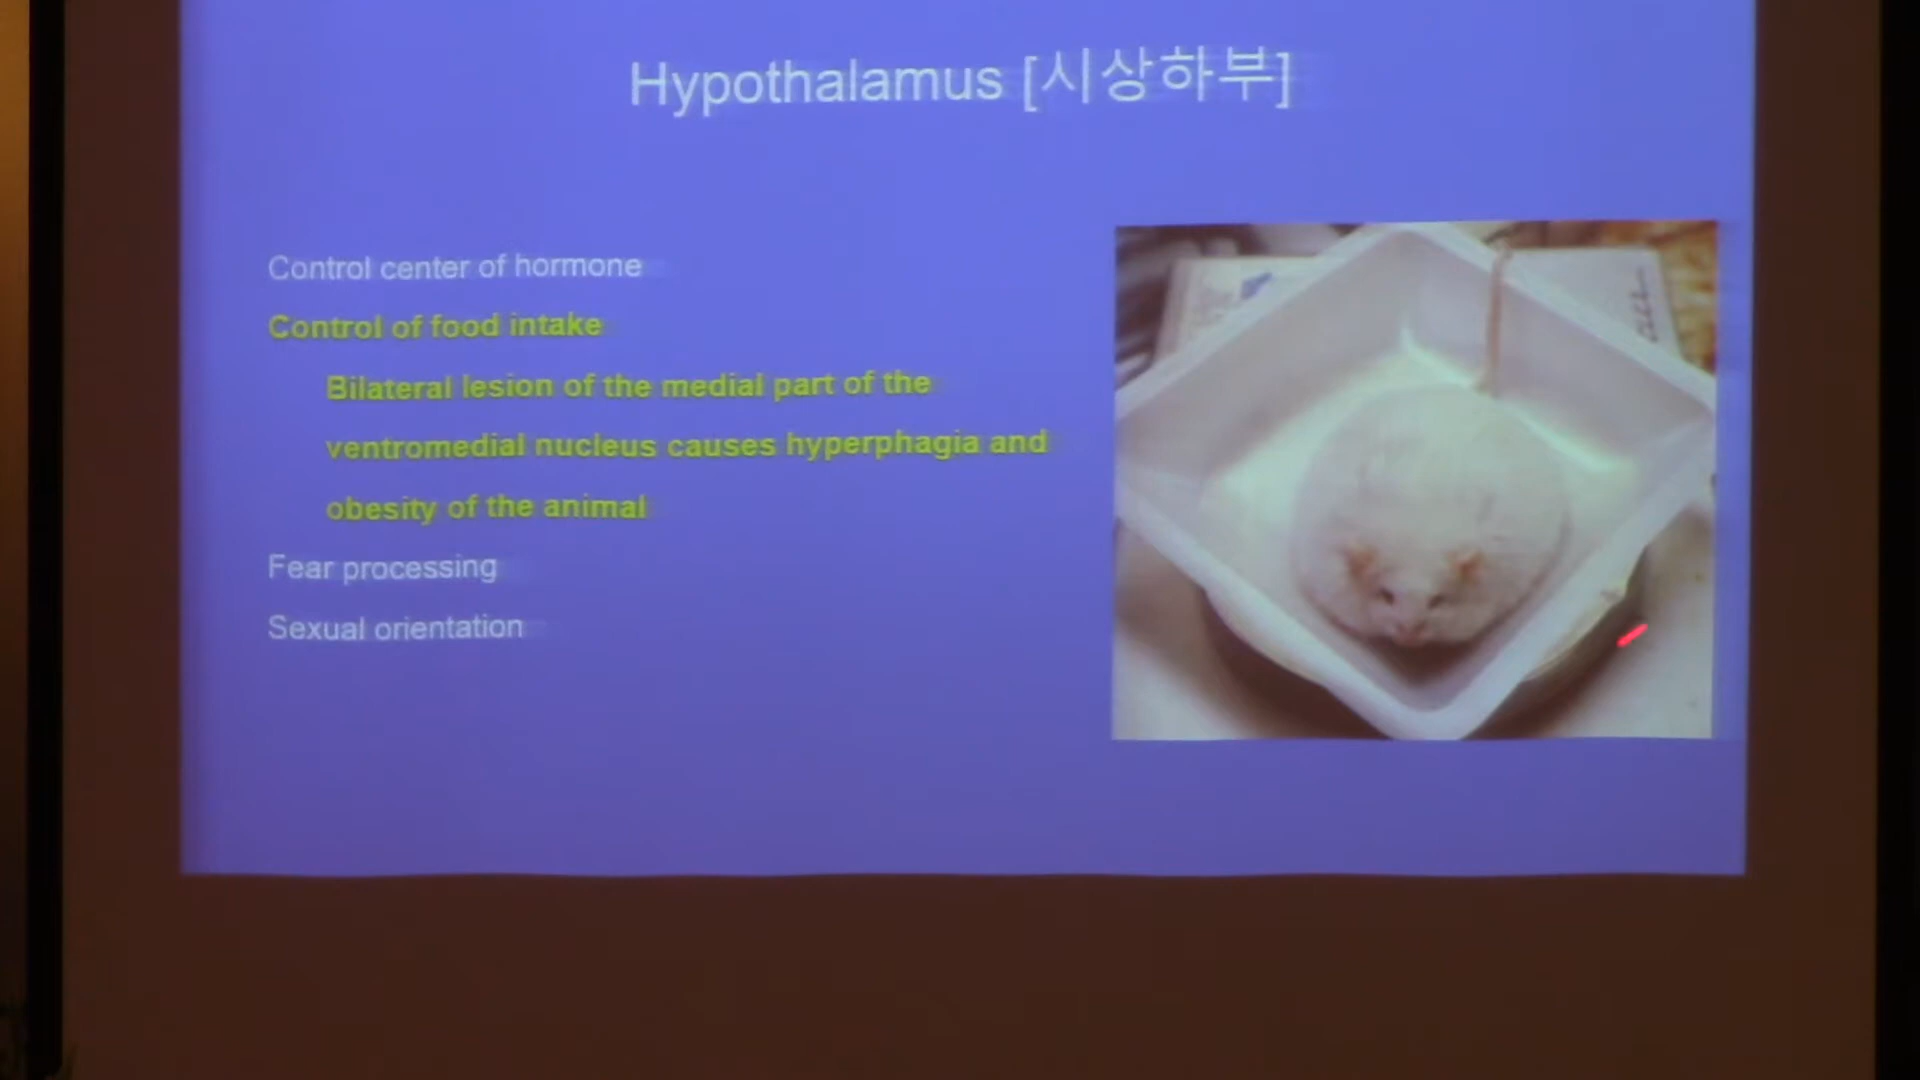 Hypothalamus [시상하부]
Control center of hormone
Control of food intake
Bilateral lesion of the medial part of the
ventromedial nucleus causes hyperphagia and
obesity of the animal
Fear processing
Sexual orientation